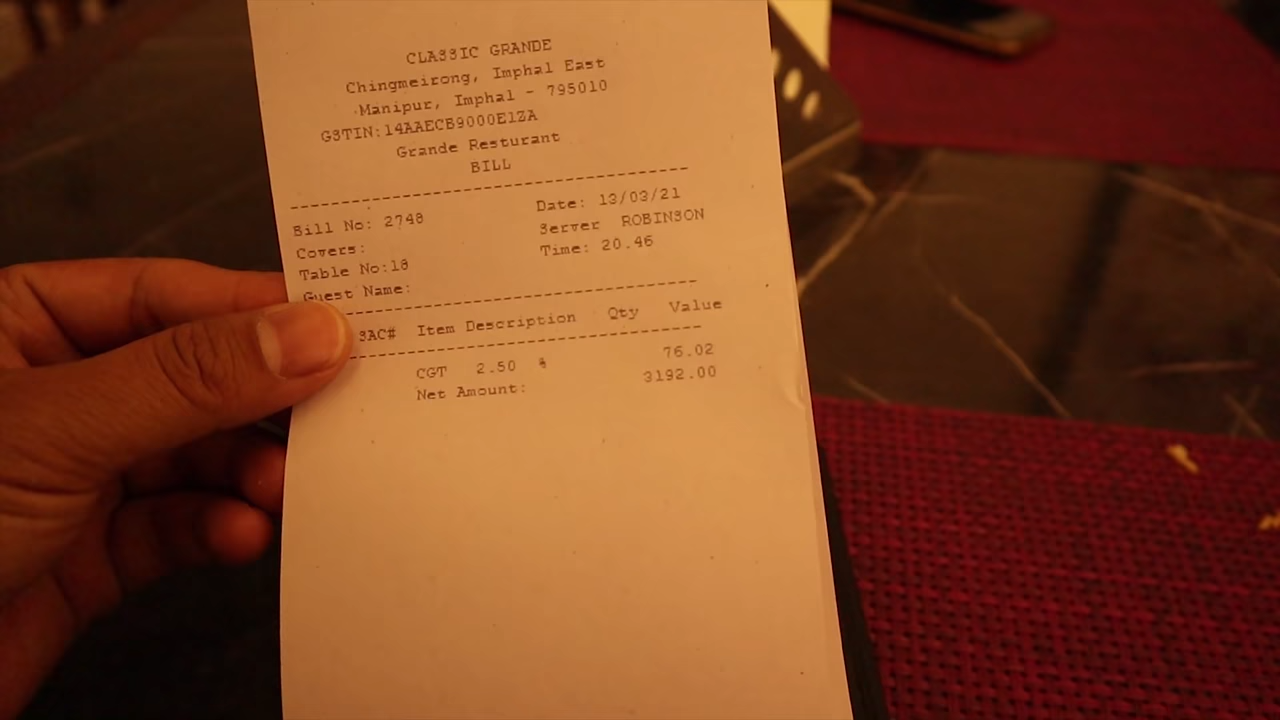 CLASSIC GRANDE
Chingmeirong, Imphal East
Manipur, Imphal - 795010
GSTIN:14AAECB9000E1ZA
Grande Resturant
BILL
Bill No: 2748 Date: 13/03/21
Covers: Server ROBINSON
Table No:18 Time: 20.46
Guest Name:
SAC# Item Description Qty Value
CGT 2.50 % 76.02
Net Amount: 3192.00